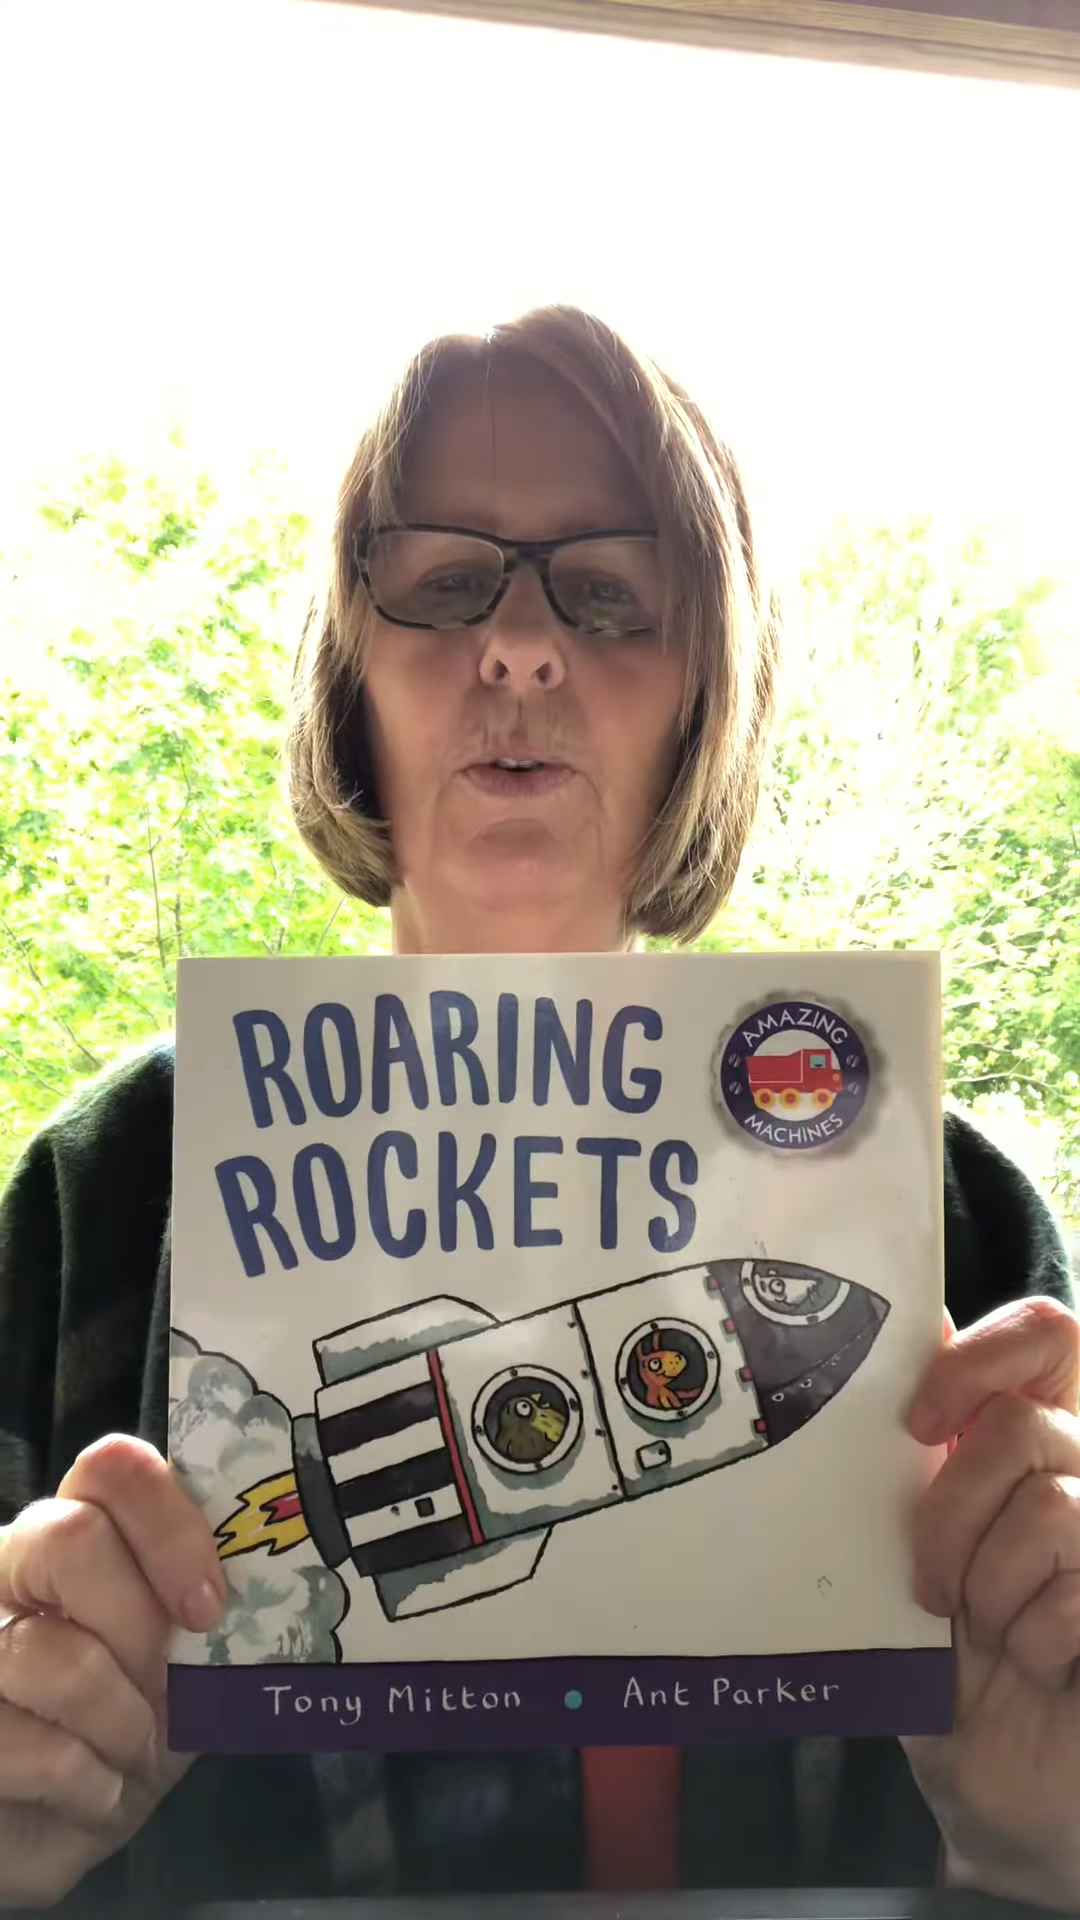 ROARING
ROCKETS
AMAZING
MACHINES
Tony Mitton • Ant Parker